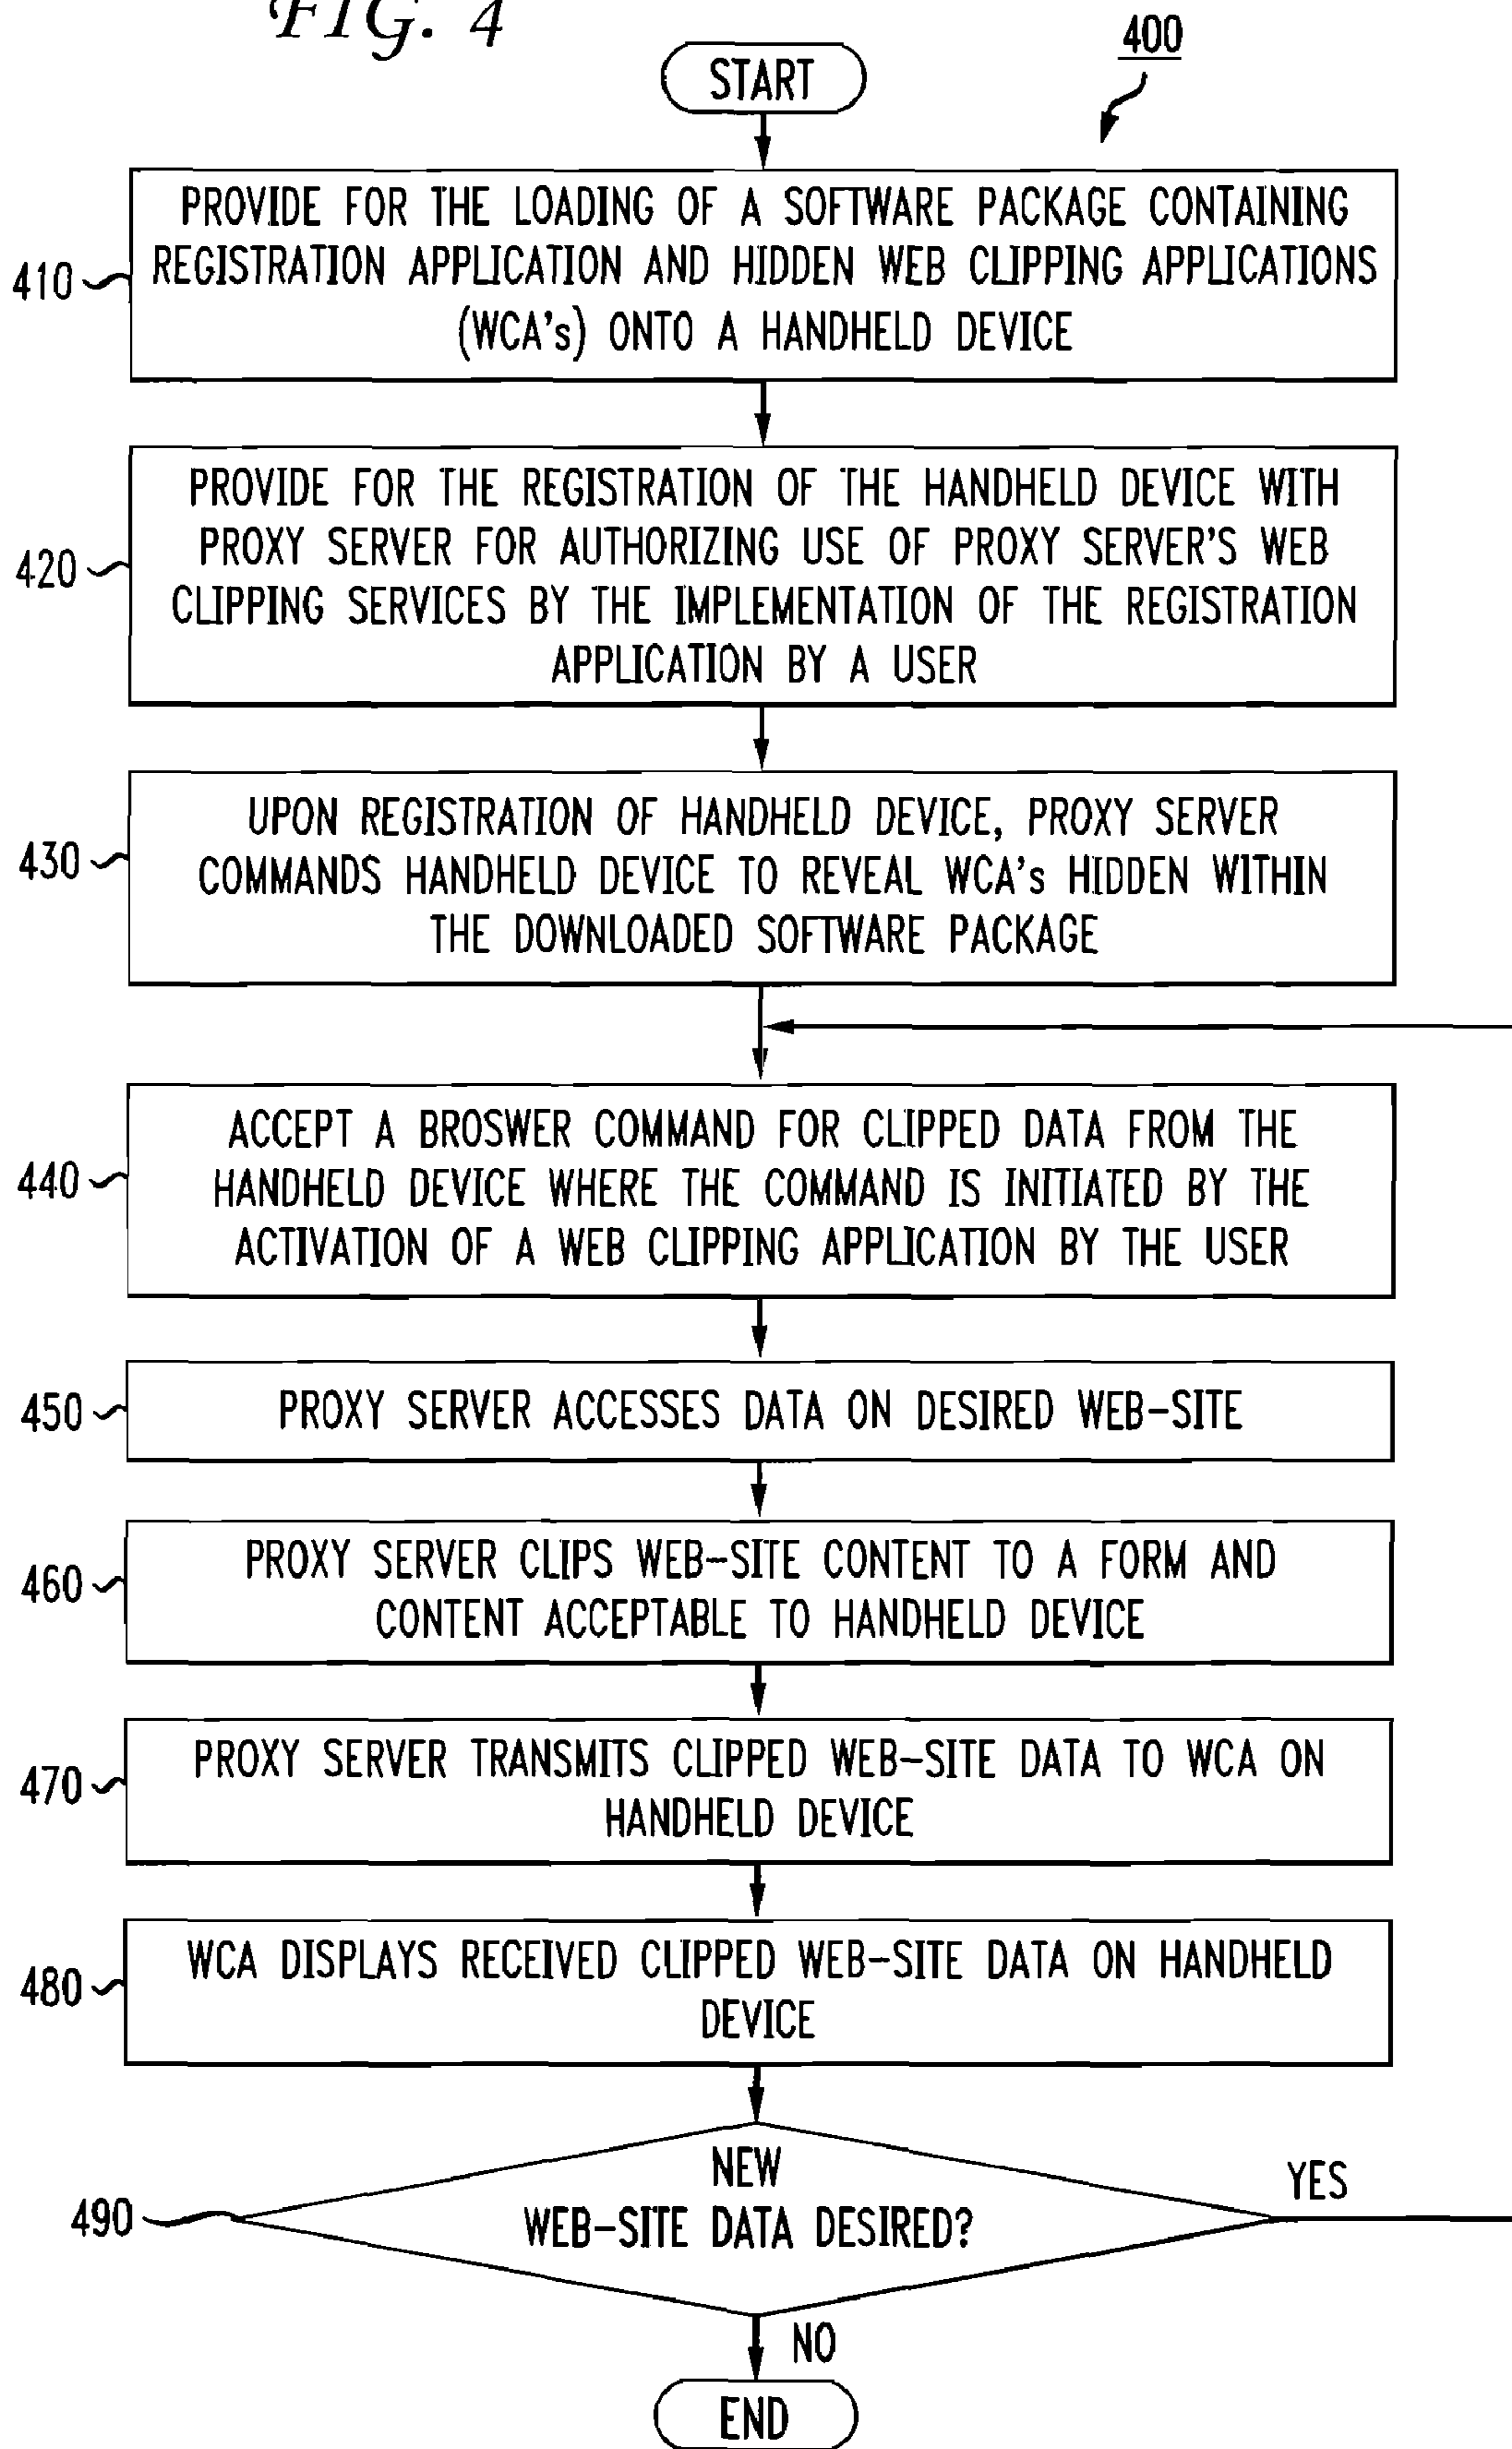 FIG. 4
400
START
410
PROVIDE FOR THE LOADING OF A SOFTWARE PACKAGE CONTAINING
REGISTRATION APPLICATION AND HIDDEN WEB CLIPPING APPLICATIONS
(WCA's) ONTO A HANDHELD DEVICE
420
PROVIDE FOR THE REGISTRATION OF THE HANDHELD DEVICE WITH
PROXY SERVER FOR AUTHORIZING USE OF PROXY SERVER'S WEB
CLIPPING SERVICES BY THE IMPLEMENTATION OF THE REGISTRATION
APPLICATION BY A USER
430
UPON REGISTRATION OF HANDHELD DEVICE, PROXY SERVER
COMMANDS HANDHELD DEVICE TO REVEAL WCA's HIDDEN WITHIN
THE DOWNLOADED SOFTWARE PACKAGE
440
ACCEPT A BROSWER COMMAND FOR CLIPPED DATA FROM THE
HANDHELD DEVICE WHERE THE COMMAND IS INITIATED BY THE
ACTIVATION OF A WEB CLIPPING APPLICATION BY THE USER
450
PROXY SERVER ACCESSES DATA ON DESIRED WEB-SITE
460
PROXY SERVER CLIPS WEB-SITE CONTENT TO A FORM AND
CONTENT ACCEPTABLE TO HANDHELD DEVICE
470
PROXY SERVER TRANSMITS CLIPPED WEB-SITE DATA TO WCA ON
HANDHELD DEVICE
480
WCA DISPLAYS RECEIVED CLIPPED WEB-SITE DATA ON HANDHELD
DEVICE
490
NEW
WEB-SITE DATA DESIRED?
YES
NO
END